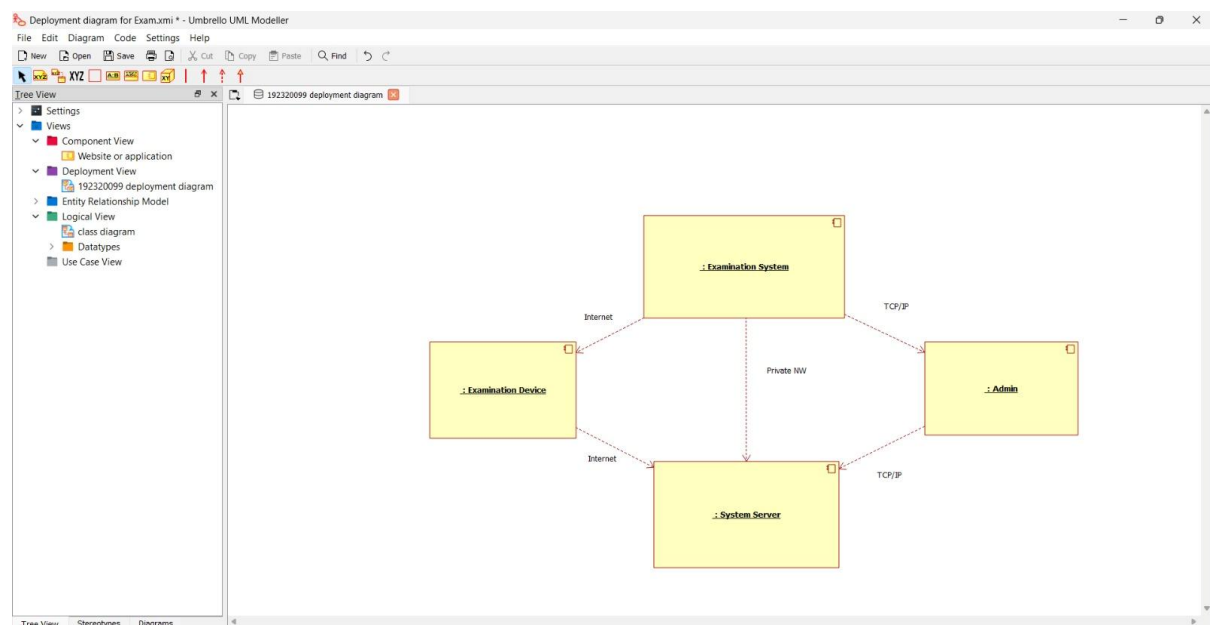 Deployment diagram for Exam.xmi * - Umbrello UML Modeller
File Edit Diagram Code Settings Help
New Open Save Cut Copy Paste Find
XYZ XYZ A:B XY
Tree View
192320099 deployment diagram
Settings
Views
Component View
Website or application
Deployment View
192320099 deployment diagram
Entity Relationship Model
Logical View
class diagram
Datatypes
Use Case View
: Examination System
Internet
TCP/IP
: Examination Device
Private NW
: Admin
Internet
TCP/IP
: System Server
Tree View Stereotypes Diagrams